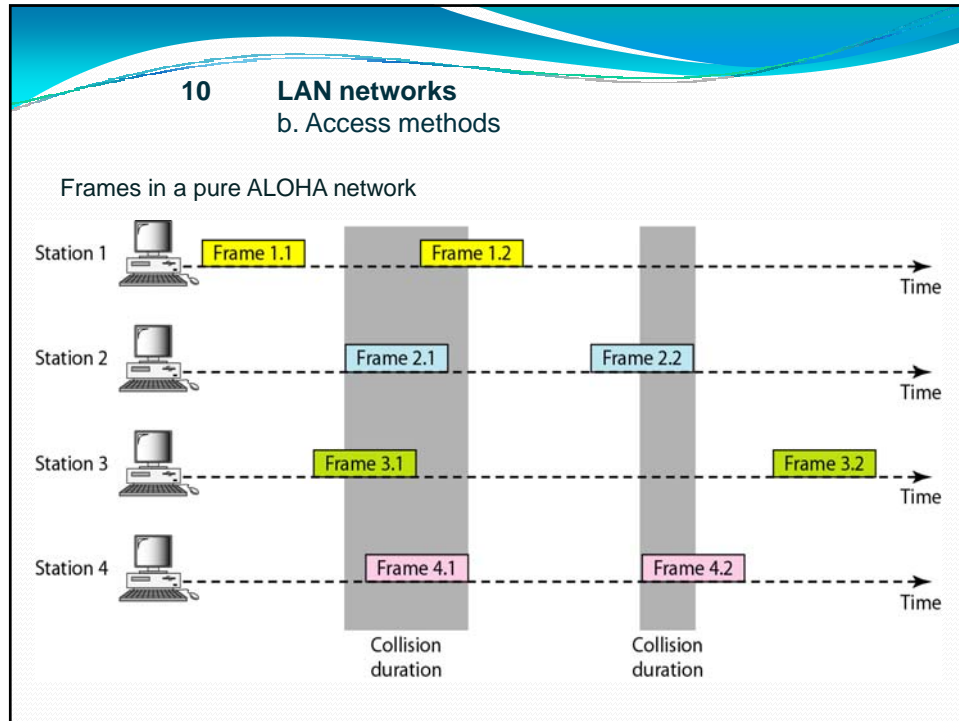 10 LAN networks
b. Access methods
Frames in a pure ALOHA network
Station 1
Frame 1.1
Frame 1.2
Time
Station 2
Frame 2.1
Frame 2.2
Time
Station 3
Frame 3.1
Frame 3.2
Time
Station 4
Frame 4.1
Frame 4.2
Time
Collision
duration
Collision
duration